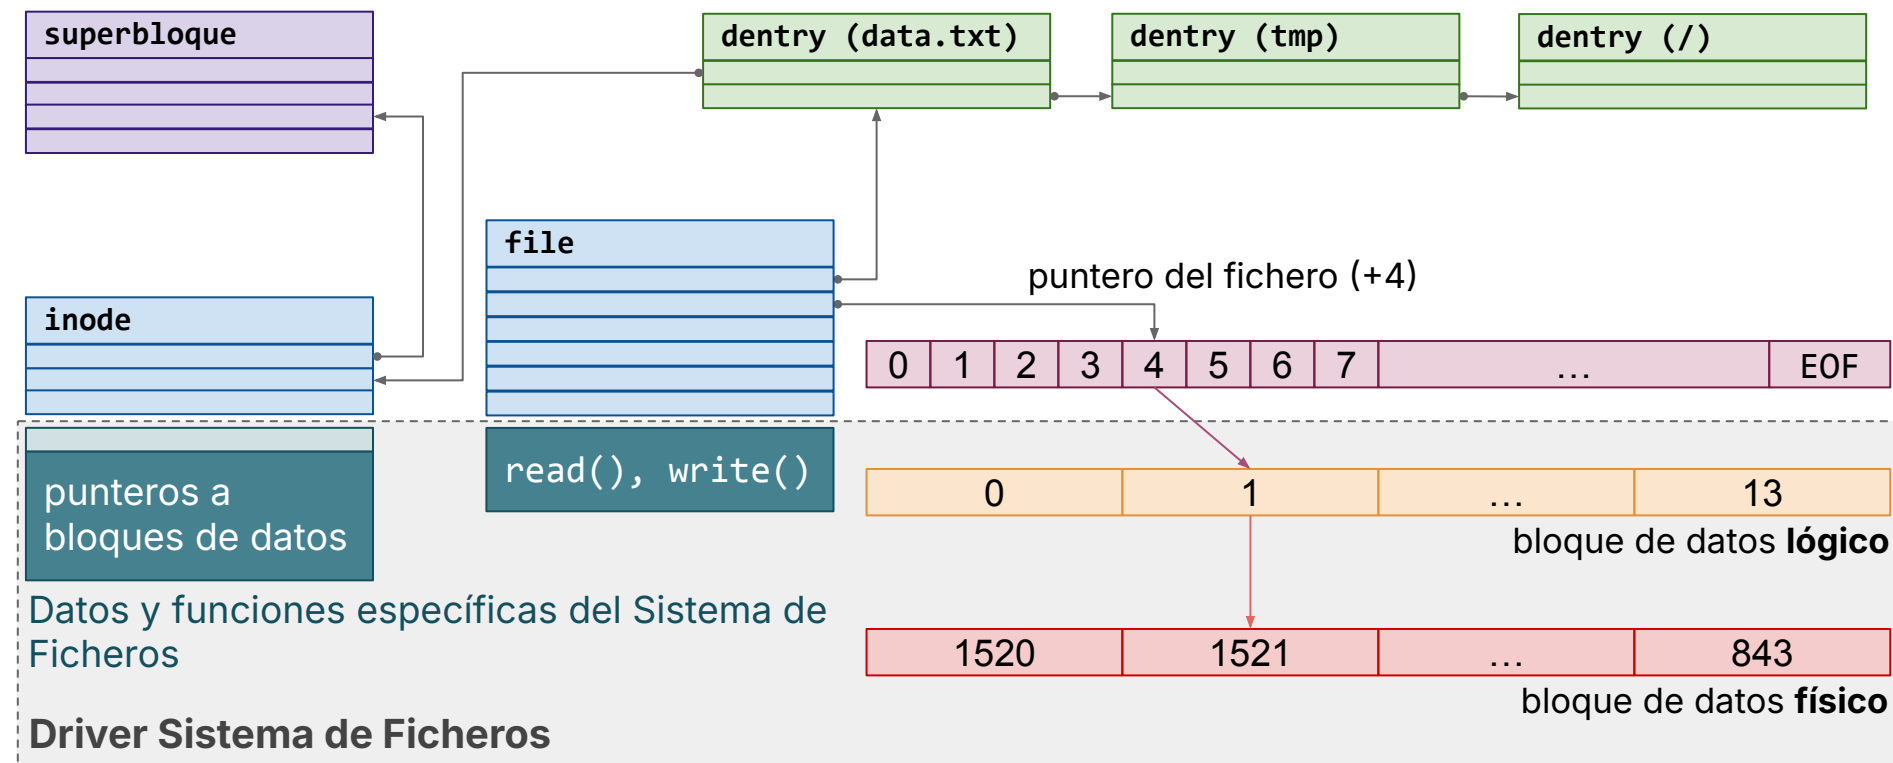 superbloque
dentry (data.txt)
dentry (tmp)
dentry (/)
file
puntero del fichero (+4)
inode
0 1 2 3 4 5 6 7 ... EOF
read(), write()
punteros a
bloques de datos
0 1 ... 13
bloque de datos lógico
Datos y funciones específicas del Sistema de
Ficheros
1520 1521 ... 843
bloque de datos físico
Driver Sistema de Ficheros